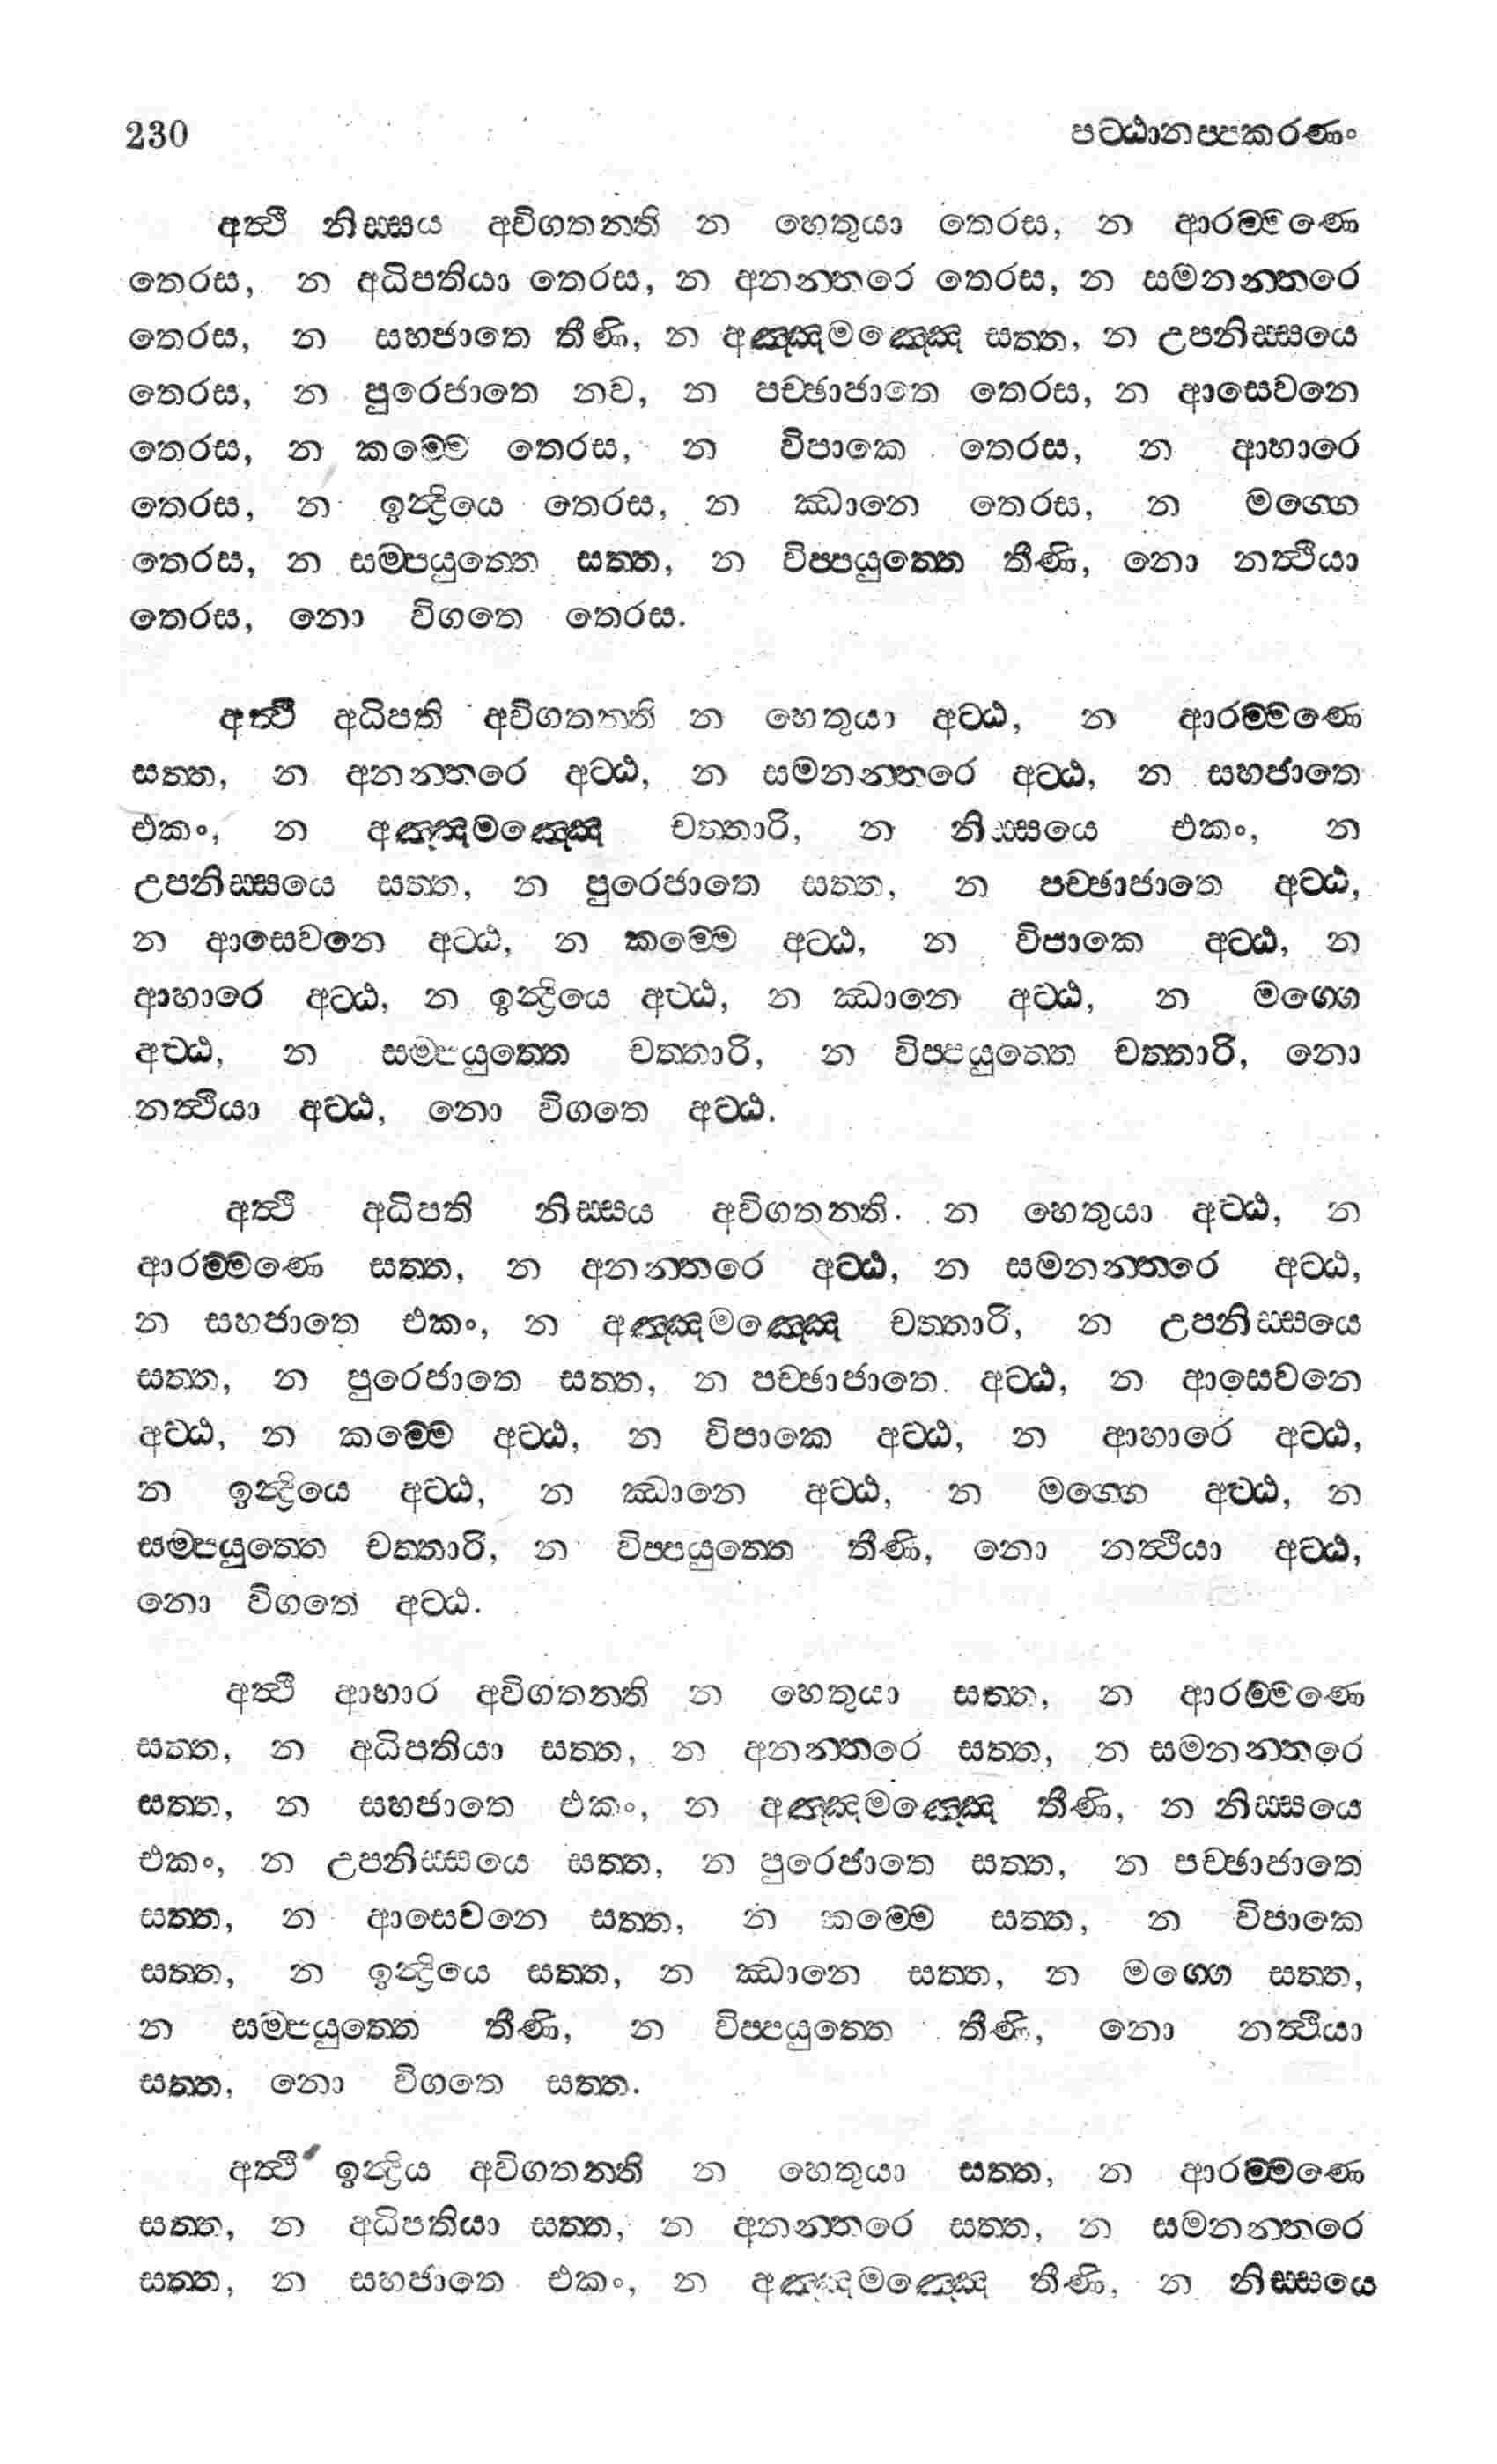 230 පට්ඨානප්පකරණං
අත්ථි නිස්සය අවිගතන්ති න හෙතුයා තෙරස, න ආරම්මණෙ
තෙරස, න අධිපතියා තෙරස, න අනන්තරෙ තෙරස, න සමනන්තරෙ
තෙරස, න සහජාතෙ තීණි, න අඤ්ඤමඤ්ඤෙ සත්ත, න උපනිස්සයෙ
තෙරස, න පුරෙජාතෙ නව, න පච්ඡාජාතෙ තෙරස, න ආසෙවනෙ
තෙරස, න කම්මෙ තෙරස, න විපාකෙ තෙරස, න ආහාරෙ
තෙරස, න ඉන්ද්‍රියෙ තෙරස, න ඣානෙ තෙරස, න මග්ගෙ
තෙරස, න සම්පයුත්තෙ සත්ත, න විප්පයුත්තෙ තීණි, නො නත්ථියා
තෙරස, නො විගතෙ තෙරස.
අත්ථි අධිපති අවිගතන්ති න හෙතුයා අට්ඨ, න ආරම්මණෙ
සත්ත, න අනන්තරෙ අට්ඨ, න සමනන්තරෙ අට්ඨ, න සහජාතෙ
එකං, න අඤ්ඤමඤ්ඤෙ චත්තාරි, න නිස්සයෙ එකං, න
උපනිස්සයෙ සත්ත, න පුරෙජාතෙ සත්ත, න පච්ඡාජාතෙ අට්ඨ,
න ආසෙවනෙ අට්ඨ, න කම්මෙ අට්ඨ, න විපාකෙ අට්ඨ, න
ආහාරෙ අට්ඨ, න ඉන්ද්‍රියෙ අට්ඨ, න ඣානෙ අට්ඨ, න මග්ගෙ
අට්ඨ, න සම්පයුත්තෙ චත්තාරි, න විප්පයුත්තෙ චත්තාරි, නො
නත්ථියා අට්ඨ, නො විගතෙ අට්ඨ.
අත්ථි අධිපති නිස්සය අවිගතන්ති න හෙතුයා අට්ඨ, න
ආරම්මණෙ සත්ත, න අනන්තරෙ අට්ඨ, න සමනන්තරෙ අට්ඨ,
න සහජාතෙ එකං, න අඤ්ඤමඤ්ඤෙ චත්තාරි, න උපනිස්සයෙ
සත්ත, න පුරෙජාතෙ සත්ත, න පච්ඡාජාතෙ අට්ඨ, න ආසෙවනෙ
අට්ඨ, න කම්මෙ අට්ඨ, න විපාකෙ අට්ඨ, න ආහාරෙ අට්ඨ,
න ඉන්ද්‍රියෙ අට්ඨ, න ඣානෙ අට්ඨ, න මග්ගෙ අට්ඨ, න
සම්පයුත්තෙ චත්තාරි, න විප්පයුත්තෙ තීණි, නො නත්ථියා අට්ඨ,
නො විගතෙ අට්ඨ.
අත්ථි ආහාර අවිගතන්ති න හෙතුයා සත්ත, න ආරම්මණෙ
සත්ත, න අධිපතියා සත්ත, න අනන්තරෙ සත්ත, න සමනන්තරෙ
සත්ත, න සහජාතෙ එකං, න අඤ්ඤමඤ්ඤෙ තීණි, න නිස්සයෙ
එකං, න උපනිස්සයෙ සත්ත, න පුරෙජාතෙ සත්ත, න පච්ඡාජාතෙ
සත්ත, න ආසෙවනෙ සත්ත, න කම්මෙ සත්ත, න විපාකෙ
සත්ත, න ඉන්ද්‍රියෙ සත්ත, න ඣානෙ සත්ත, න මග්ගෙ සත්ත,
න සම්පයුත්තෙ තීණි, න විප්පයුත්තෙ තීණි, නො නත්ථියා
සත්ත, නො විගතෙ සත්ත.
අත්ථි ඉන්ද්‍රිය අවිගතන්ති න හෙතුයා සත්ත, න ආරම්මණෙ
සත්ත, න අධිපතියා සත්ත, න අනන්තරෙ සත්ත, න සමනන්තරෙ
සත්ත, න සහජාතෙ එකං, න අඤ්ඤමඤ්ඤෙ තීණි, න නිස්සයෙ